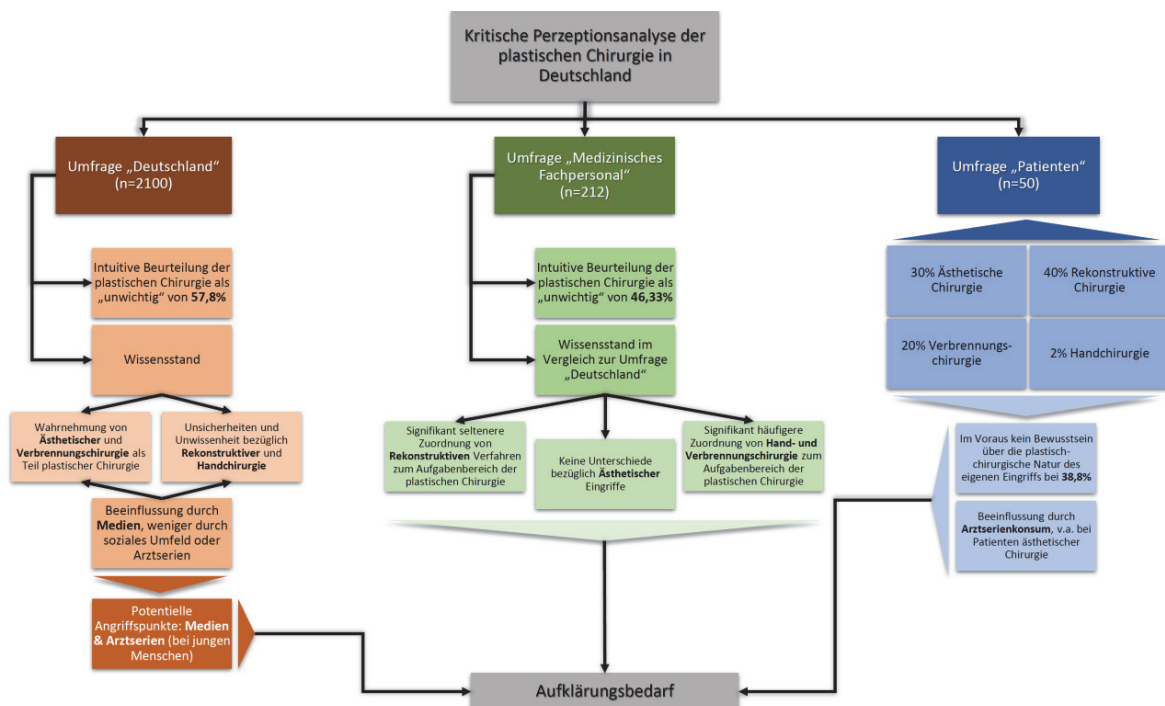 Kritische Perzeptionsanalyse der
plastischen Chirurgie in
Deutschland
Umfrage „Deutschland“
(n=2100)
Intuitive Beurteilung der
plastischen Chirurgie als
„unwichtig“ von 57,8%
Wissensstand
Wahrnehmung von
Ästhetischer und
Verbrennungschirurgie als
Teil plastischer Chirurgie
Unsicherheiten und
Unwissenheit bezüglich
Rekonstruktiver und
Handchirurgie
Beeinflussung durch
Medien, weniger durch
soziales Umfeld oder
Arztserien
Potentielle
Angriffspunkte: Medien
& Arztserien (bei jungen
Menschen)
Umfrage „Medizinisches
Fachpersonal“
(n=212)
Intuitive Beurteilung der
plastischen Chirurgie als
„unwichtig“ von 46,33%
Wissensstand im
Vergleich zur Umfrage
„Deutschland“
Signifikant seltenere
Zuordnung von
Rekonstruktiven Verfahren
zum Aufgabenbereich der
plastischen Chirurgie
Keine Unterschiede
bezüglich Ästhetischer
Eingriffe
Signifikant häufigere
Zuordnung von Hand- und
Verbrennungschirurgie zum
Aufgabenbereich der
plastischen Chirurgie
Umfrage „Patienten“
(n=50)
30% Ästhetische
Chirurgie
40% Rekonstruktive
Chirurgie
20% Verbrennungs-
chirurgie
2% Handchirurgie
Im Voraus kein Bewusstsein
über die plastisch-
chirurgische Natur des
eigenen Eingriffs bei 38,8%
Beeinflussung durch
Arztserienkonsum, v.a. bei
Patienten ästhetischer
Chirurgie
Aufklärungsbedarf